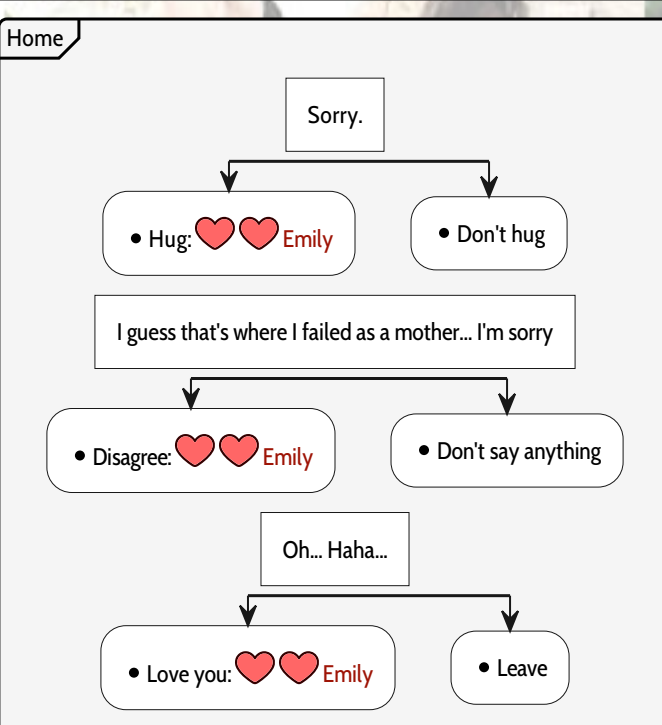 Home
Sorry.
• Hug: Emily
• Don't hug
I guess that's where I failed as a mother... I'm sorry
• Disagree: Emily
• Don't say anything
Oh... Haha...
• Love you: Emily
• Leave